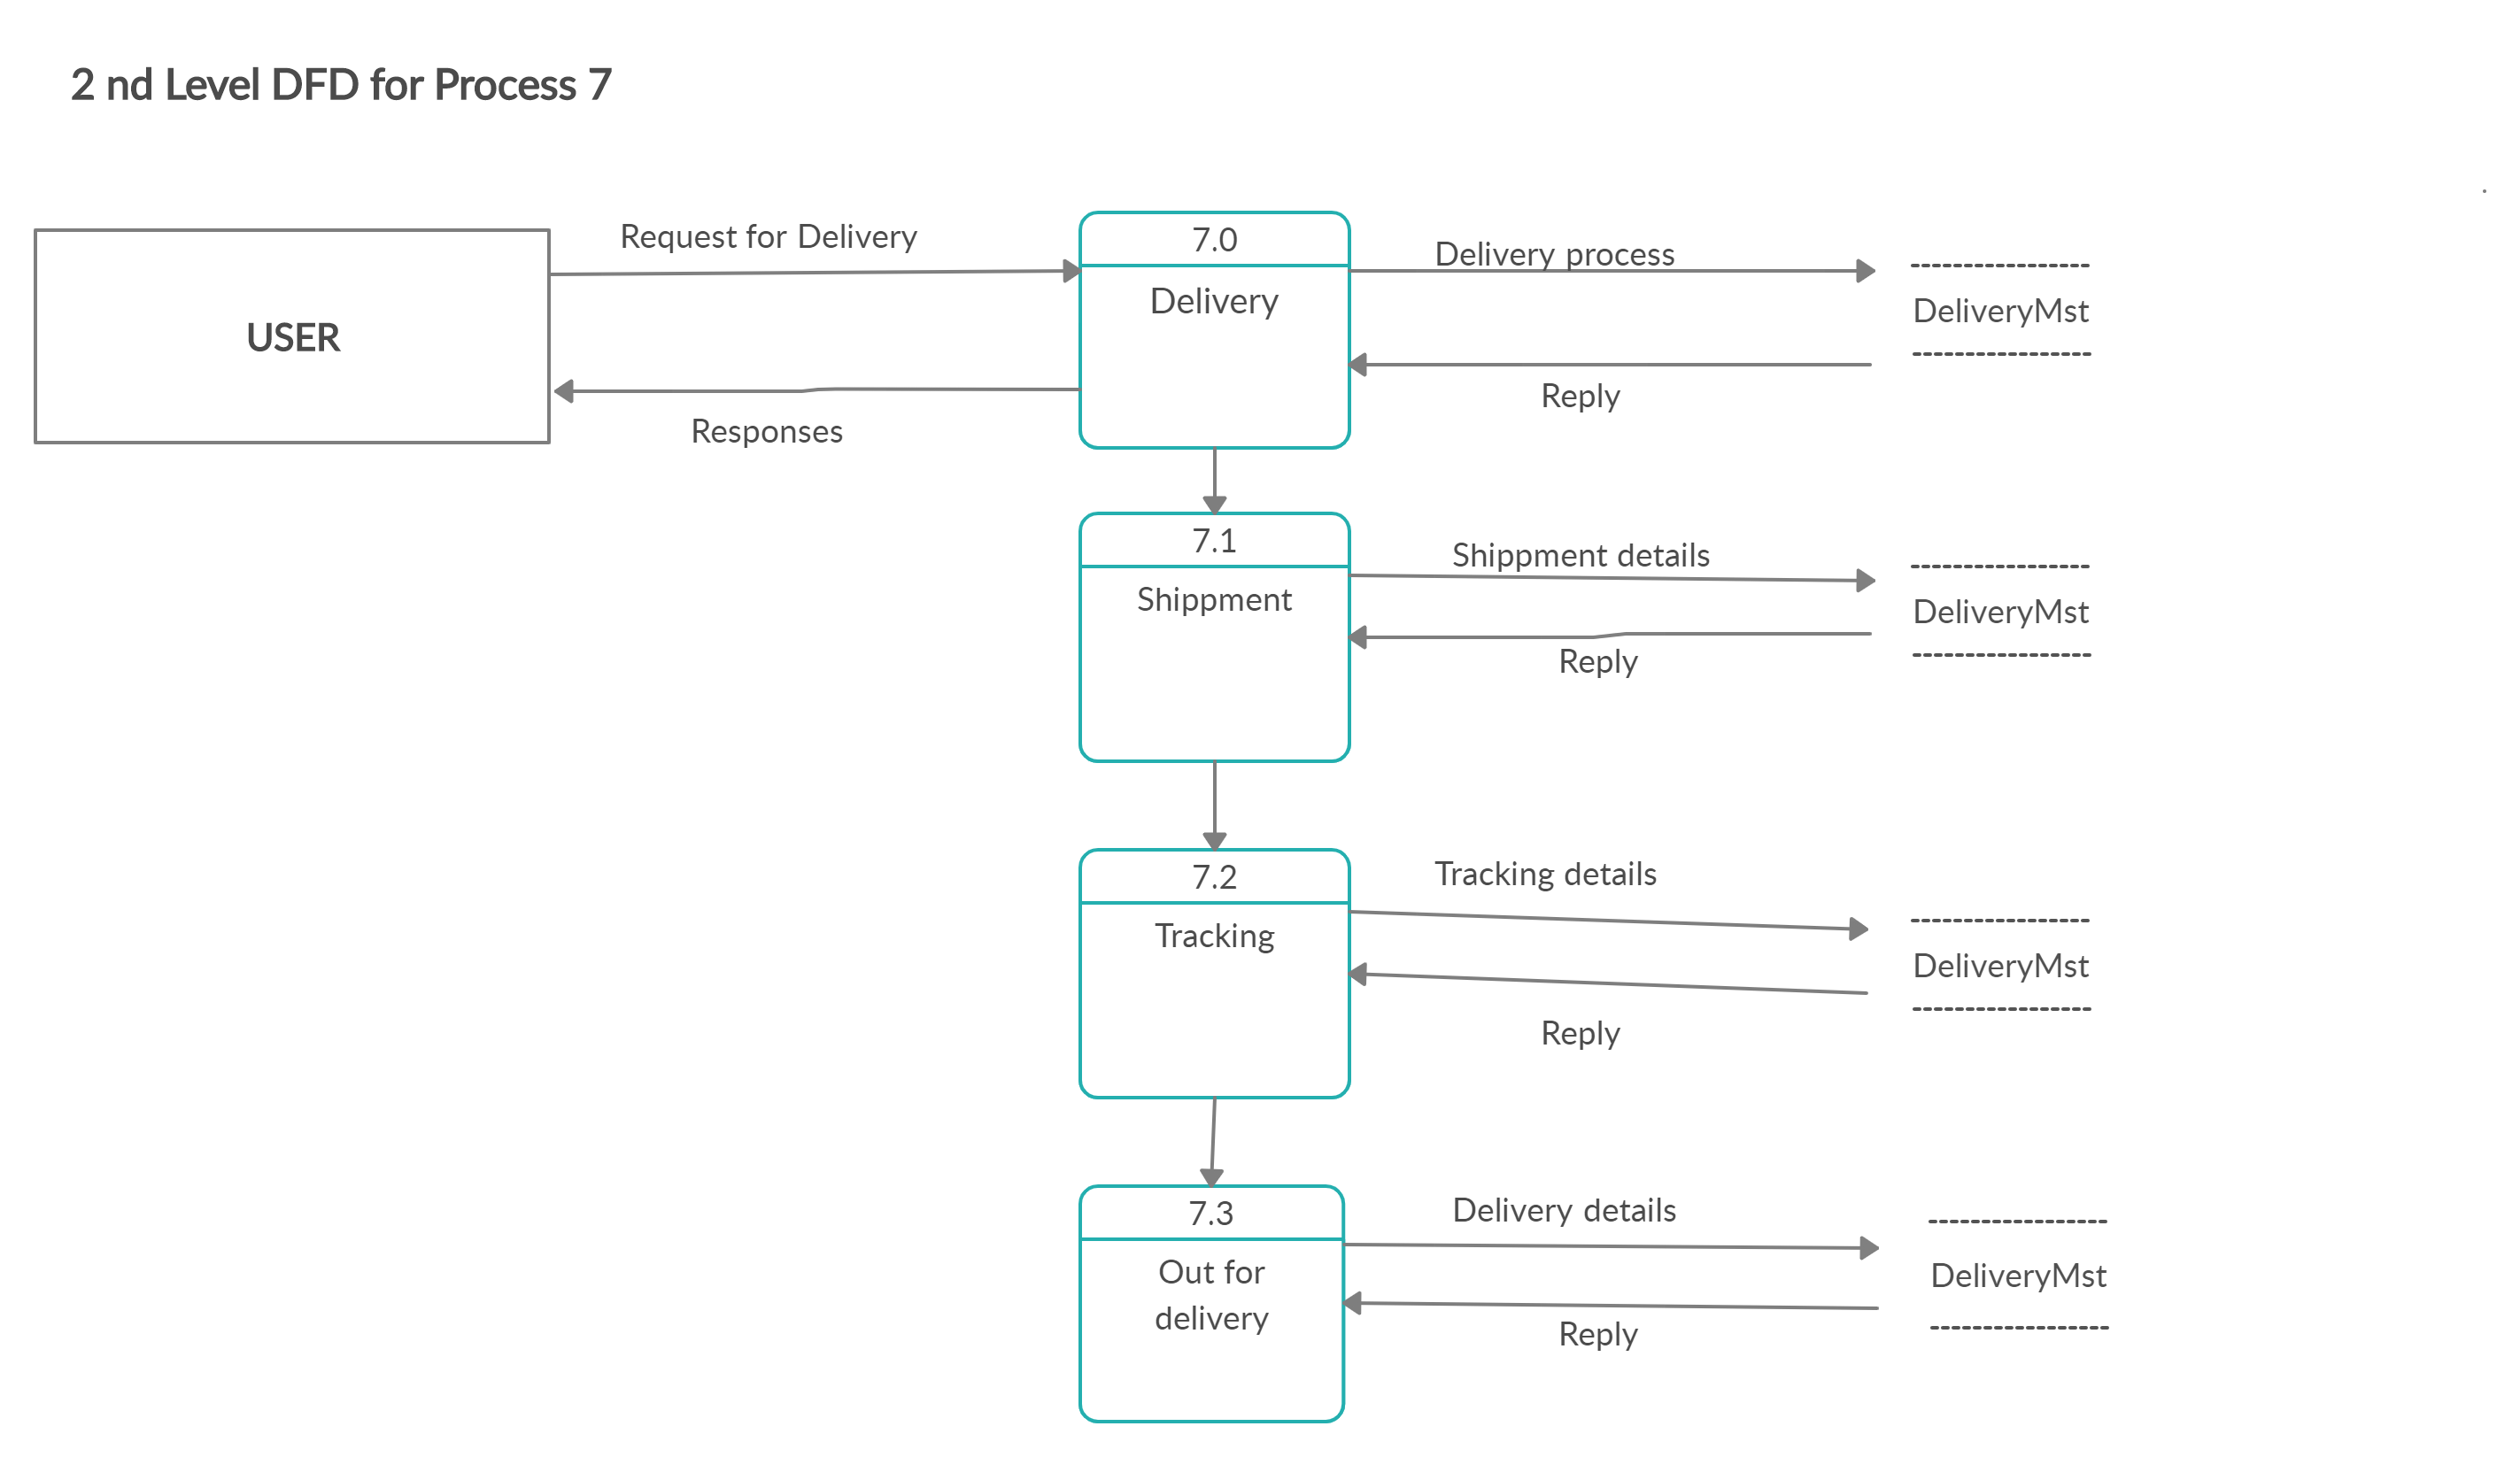 2 nd Level DFD for Process 7
Request for Delivery
7.0
Delivery process
USER
Delivery
DeliveryMst
Responses
Reply
7.1
Shippment details
Shippment
DeliveryMst
Reply
7.2
Tracking details
Tracking
DeliveryMst
Reply
7.3
Delivery details
Out for
delivery
DeliveryMst
Reply